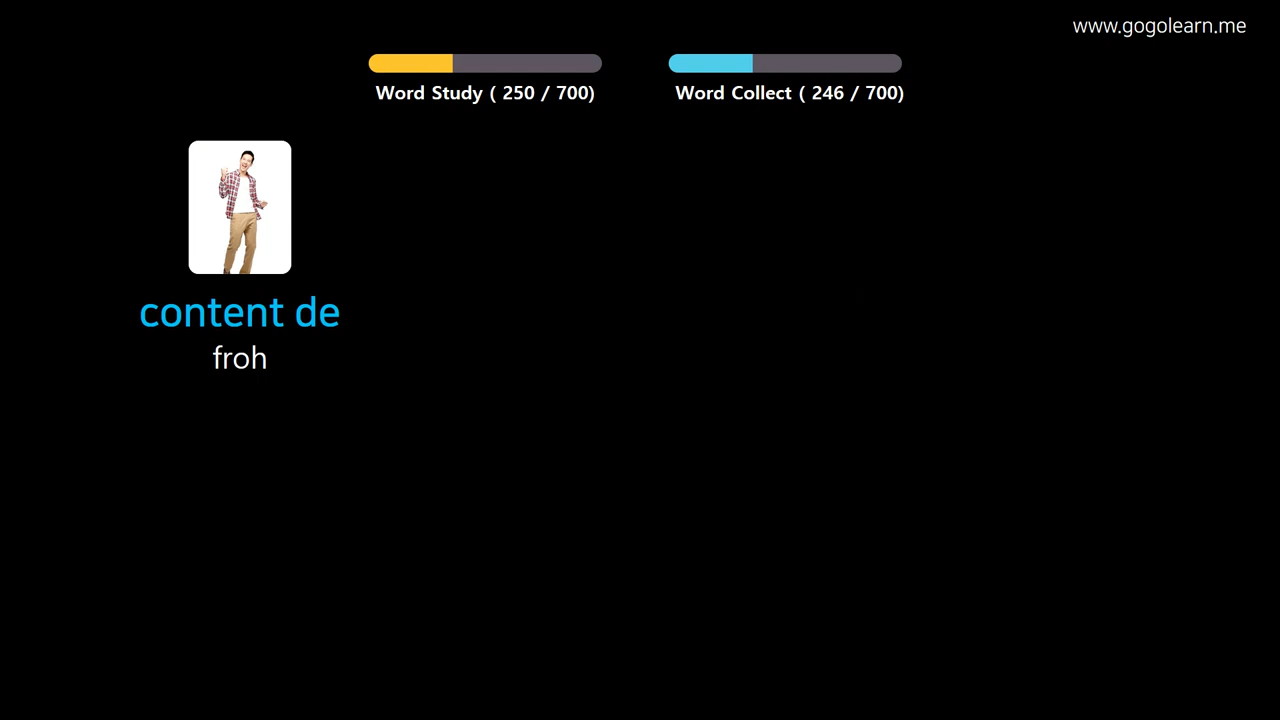 www.gogolearn.me
Word Study ( 250 / 700)
Word Collect ( 246 / 700)
content de
froh